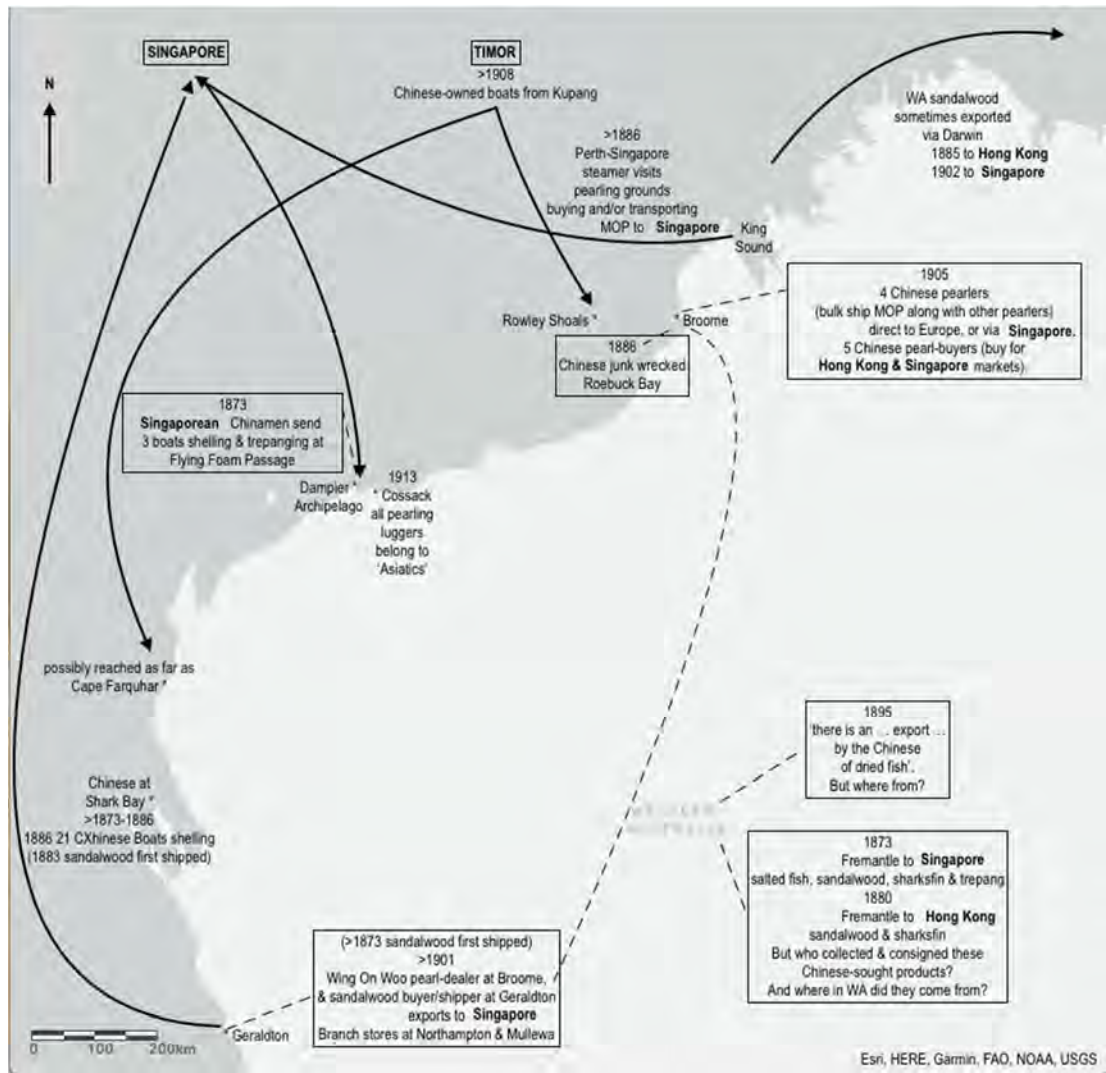 SINGAPORE
TIMOR
>1908
Chinese-owned boats from Kupang
N
WA sandalwood
sometimes exported
via Darwin
1885 to Hong Kong
1902 to Singapore
>1886
Perth-Singapore
steamer visits
pearling grounds
buying and/or transporting
MOP to Singapore
King
Sound
1905
4 Chinese pearlers
(bulk ship MOP along with other pearlers)
direct to Europe, or via Singapore.
5 Chinese pearl-buyers (buy for
Hong Kong & Singapore markets)
Rowley Shoals *
* Broome
1886
Chinese junk wrecked
Roebuck Bay
1873
Singaporean Chinamen send
3 boats shelling & trepanging at
Flying Foam Passage
Dampier *
Archipelago
1913
* Cossack
all pearling
luggers
belong to
'Asiatics'
possibly reached as far as
Cape Farquhar *
1895
'there is an ... export ...
by the Chinese
of dried fish'.
But where from?
WESTERN
AUSTRALIA
Chinese at
Shark Bay *
>1873-1886
1886 21 CXhinese Boats shelling
(1883 sandalwood first shipped)
1873
Fremantle to Singapore
salted fish, sandalwood, sharksfin & trepang
1880
Fremantle to Hong Kong
sandalwood & sharksfin
But who collected & consigned these
Chinese-sought products?
And where in WA did they come from?
(>1873 sandalwood first shipped)
>1901
Wing On Woo pearl-dealer at Broome,
& sandalwood buyer/shipper at Geraldton
exports to Singapore
Branch stores at Northampton & Mullewa
* Geraldton
0 100 200km
Esri, HERE, Garmin, FAO, NOAA, USGS